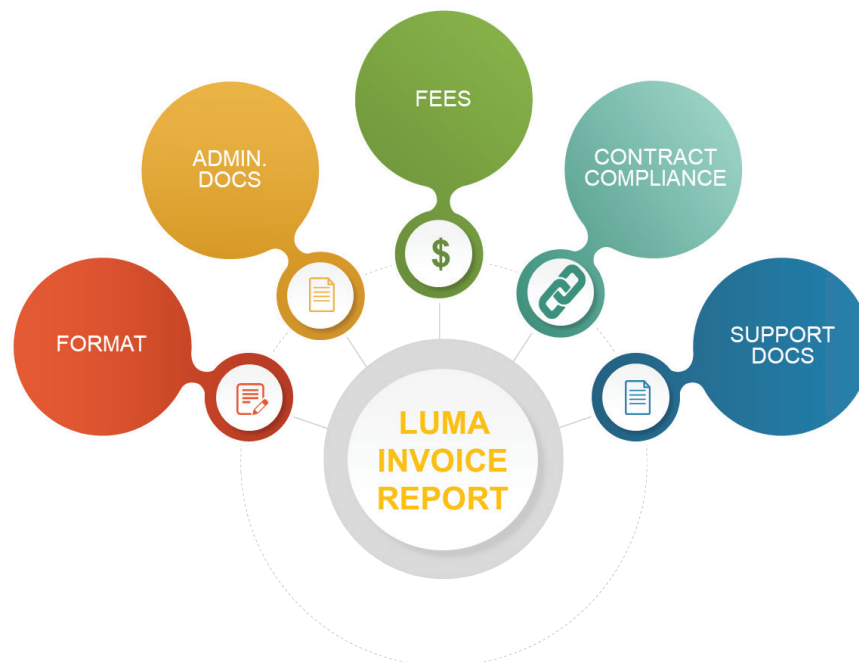 FEES
ADMIN.
DOCS
CONTRACT
COMPLIANCE
FORMAT
SUPPORT
DOCS
$
LUMA
INVOICE
REPORT